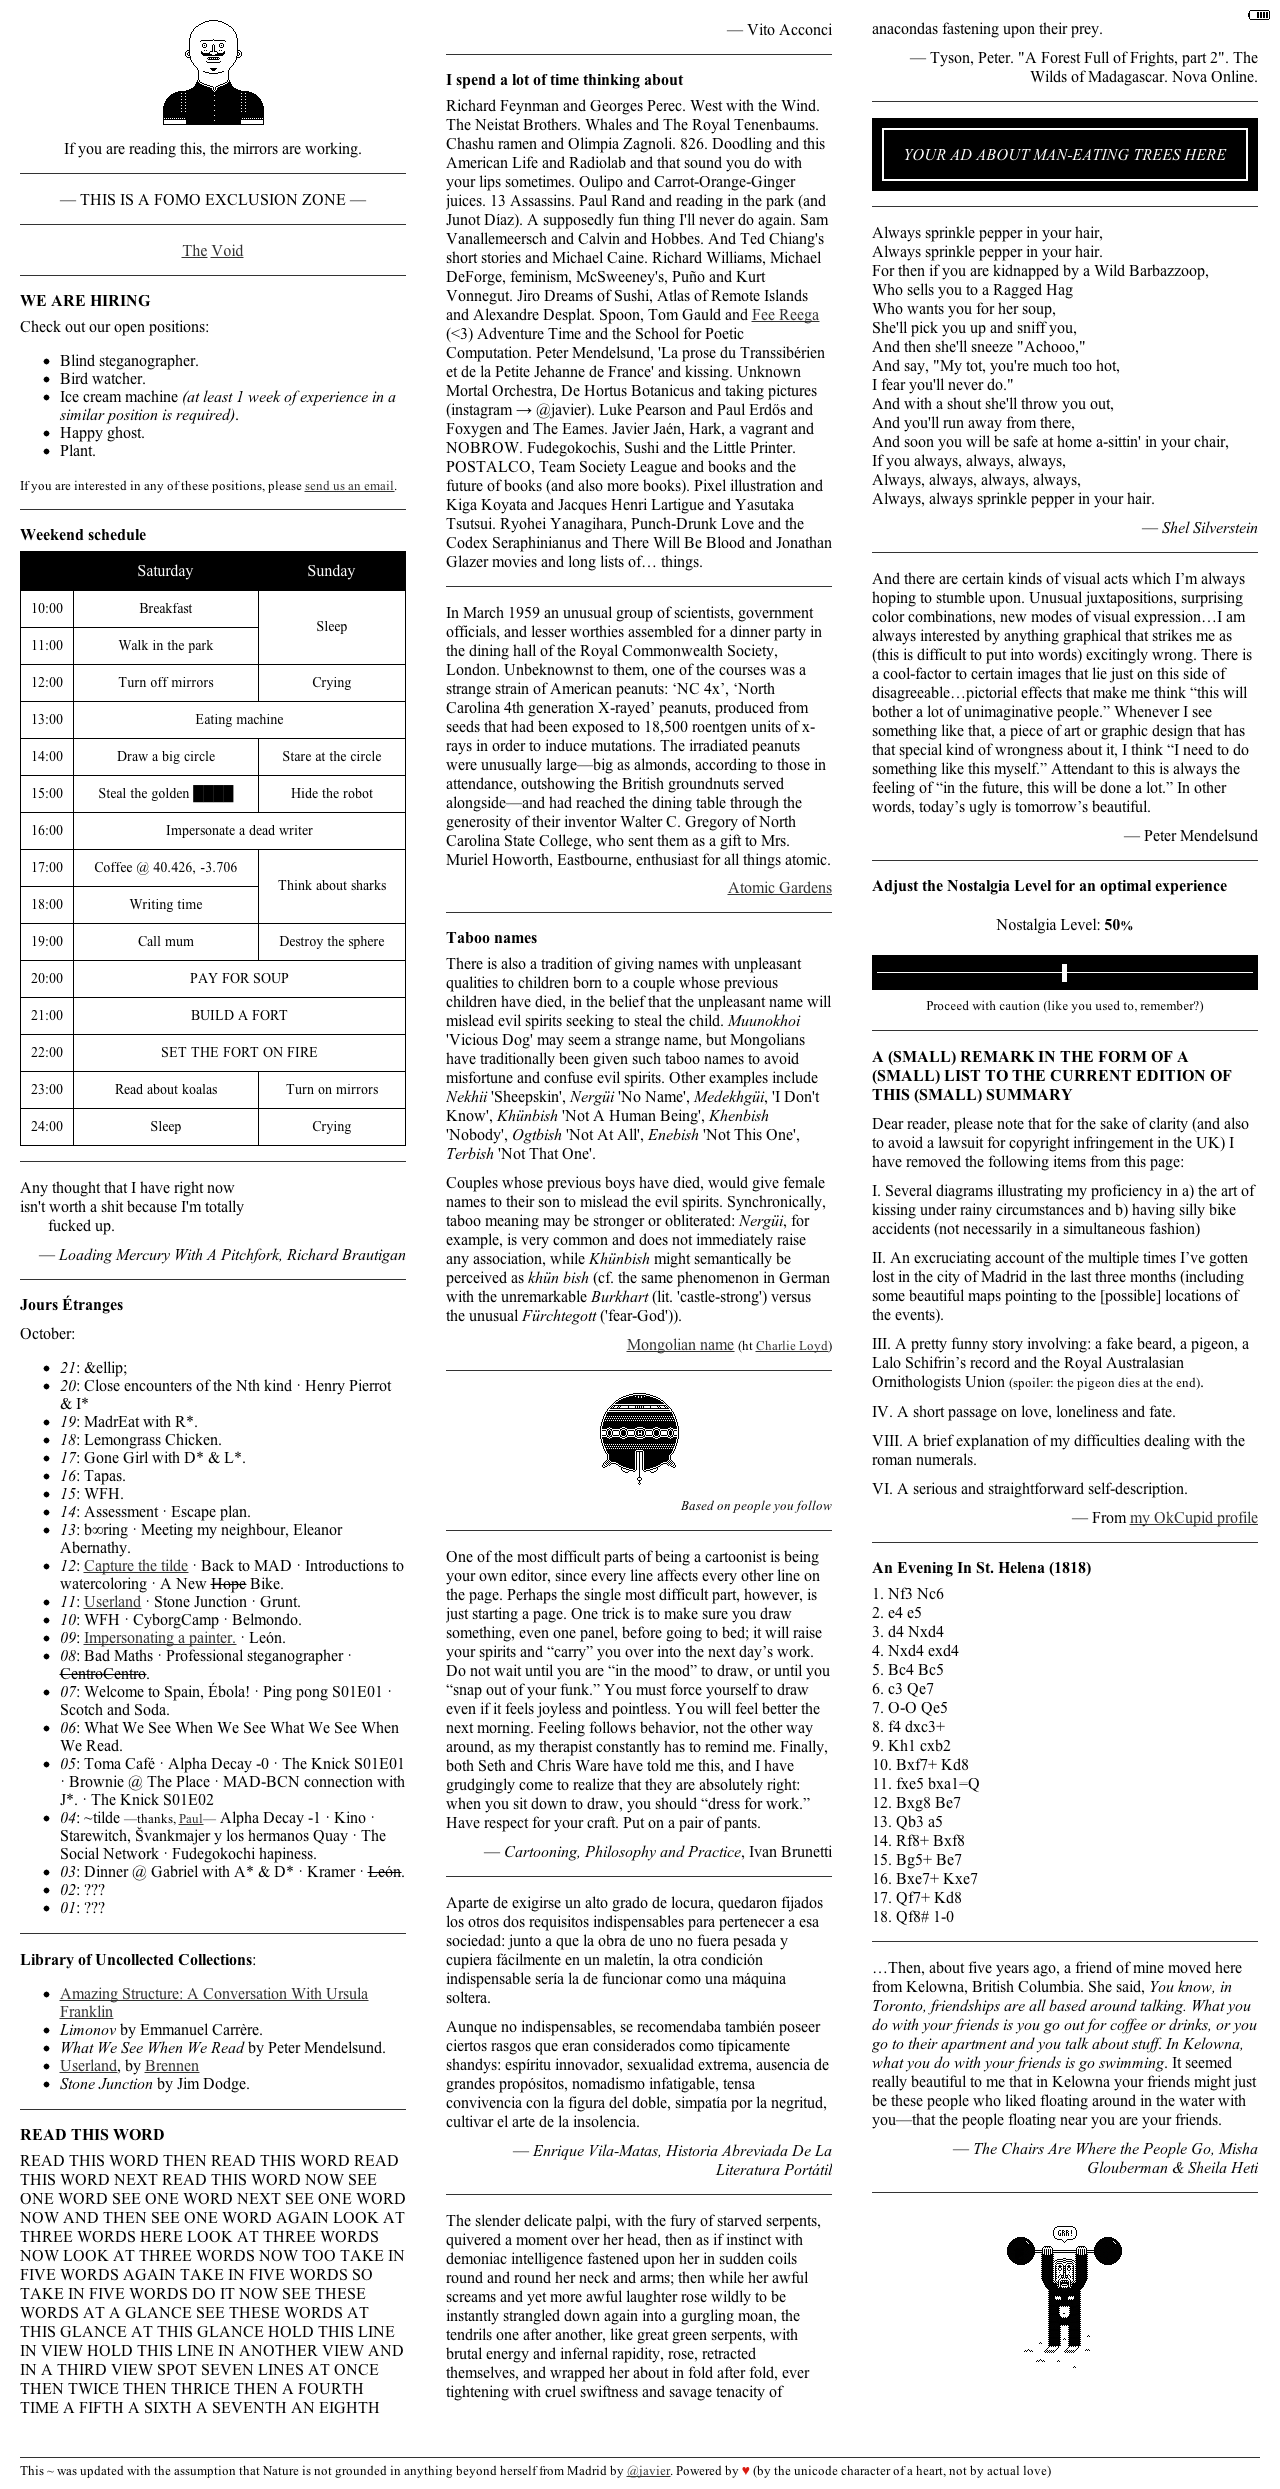 If you are reading this, the mirrors are working.
— THIS IS A FOMO EXCLUSION ZONE —
The Void
WE ARE HIRING
Check out our open positions:
Blind steganographer.
Bird watcher.
Ice cream machine (at least 1 week of experience in a
similar position is required).
Happy ghost.
Plant.
If you are interested in any of these positions, please send us an email.
Weekend schedule
Saturday Sunday
10:00 Breakfast Sleep
11:00 Walk in the park
12:00 Turn off mirrors Crying
13:00 Eating machine
14:00 Draw a big circle Stare at the circle
15:00 Steal the golden ████ Hide the robot
16:00 Impersonate a dead writer
17:00 Coffee @ 40.426, -3.706 Think about sharks
18:00 Writing time
19:00 Call mum Destroy the sphere
20:00 PAY FOR SOUP
21:00 BUILD A FORT
22:00 SET THE FORT ON FIRE
23:00 Read about koalas Turn on mirrors
24:00 Sleep Crying
Any thought that I have right now
isn't worth a shit because I'm totally
fucked up.
— Loading Mercury With A Pitchfork, Richard Brautigan
Jours Étranges
October:
21: &ellip;
20: Close encounters of the Nth kind · Henry Pierrot
& I*
19: MadrEat with R*.
18: Lemongrass Chicken.
17: Gone Girl with D* & L*.
16: Tapas.
15: WFH.
14: Assessment · Escape plan.
13: b∞ring · Meeting my neighbour, Eleanor
Abernathy.
12: Capture the tilde · Back to MAD · Introductions to
watercoloring · A New Hope Bike.
11: Userland · Stone Junction · Grunt.
10: WFH · CyborgCamp · Belmondo.
09: Impersonating a painter. · León.
08: Bad Maths · Professional steganographer ·
CentroCentro.
07: Welcome to Spain, Ébola! · Ping pong S01E01 ·
Scotch and Soda.
06: What We See When We See What We See When
We Read.
05: Toma Café · Alpha Decay -0 · The Knick S01E01
· Brownie @ The Place · MAD-BCN connection with
J*. · The Knick S01E02
04: ~tilde —thanks, Paul— Alpha Decay -1 · Kino ·
Starewitch, Švankmajer y los hermanos Quay · The
Social Network · Fudegokochi hapiness.
03: Dinner @ Gabriel with A* & D* · Kramer · León.
02: ???
01: ???
Library of Uncollected Collections:
Amazing Structure: A Conversation With Ursula
Franklin
Limonov by Emmanuel Carrère.
What We See When We Read by Peter Mendelsund.
Userland, by Brennen
Stone Junction by Jim Dodge.
READ THIS WORD
READ THIS WORD THEN READ THIS WORD READ
THIS WORD NEXT READ THIS WORD NOW SEE
ONE WORD SEE ONE WORD NEXT SEE ONE WORD
NOW AND THEN SEE ONE WORD AGAIN LOOK AT
THREE WORDS HERE LOOK AT THREE WORDS
NOW LOOK AT THREE WORDS NOW TOO TAKE IN
FIVE WORDS AGAIN TAKE IN FIVE WORDS SO
TAKE IN FIVE WORDS DO IT NOW SEE THESE
WORDS AT A GLANCE SEE THESE WORDS AT
THIS GLANCE AT THIS GLANCE HOLD THIS LINE
IN VIEW HOLD THIS LINE IN ANOTHER VIEW AND
IN A THIRD VIEW SPOT SEVEN LINES AT ONCE
THEN TWICE THEN THRICE THEN A FOURTH
TIME A FIFTH A SIXTH A SEVENTH AN EIGHTH
— Vito Acconci
I spend a lot of time thinking about
Richard Feynman and Georges Perec. West with the Wind.
The Neistat Brothers. Whales and The Royal Tenenbaums.
Chashu ramen and Olimpia Zagnoli. 826. Doodling and this
American Life and Radiolab and that sound you do with
your lips sometimes. Oulipo and Carrot-Orange-Ginger
juices. 13 Assassins. Paul Rand and reading in the park (and
Junot Diaz). A supposedly fun thing I'll never do again. Sam
Vanallemeersch and Calvin and Hobbes. And Ted Chiang's
short stories and Michael Caine. Richard Williams, Michael
DeForge, feminism, McSweeney's, Puño and Kurt
Vonnegut. Jiro Dreams of Sushi, Atlas of Remote Islands
and Alexandre Desplat. Spoon, Tom Gauld and Fee Reega
(<3) Adventure Time and the School for Poetic
Computation. Peter Mendelsund, 'La prose du Transsibérien
et de la Petite Jehanne de France' and kissing. Unknown
Mortal Orchestra, De Hortus Botanicus and taking pictures
(instagram → @javier). Luke Pearson and Paul Erdös and
Foxygen and The Eames. Javier Jaén, Hark, a vagrant and
NOBROW. Fudegokochis, Sushi and the Little Printer.
POSTALCO, Team Society League and books and the
future of books (and also more books). Pixel illustration and
Kiga Koyata and Jacques Henri Lartigue and Yasutaka
Tsutsui. Ryohei Yanagihara, Punch-Drunk Love and the
Codex Seraphinianus and There Will Be Blood and Jonathan
Glazer movies and long lists of… things.
In March 1959 an unusual group of scientists, government
officials, and lesser worthies assembled for a dinner party in
the dining hall of the Royal Commonwealth Society,
London. Unbeknownst to them, one of the courses was a
strange strain of American peanuts: ‘NC 4x’, ‘North
Carolina 4th generation X-rayed’ peanuts, produced from
seeds that had been exposed to 18,500 roentgen units of x-
rays in order to induce mutations. The irradiated peanuts
were unusually large—big as almonds, according to those in
attendance, outshowing the British groundnuts served
alongside—and had reached the dining table through the
generosity of their inventor Walter C. Gregory of North
Carolina State College, who sent them as a gift to Mrs.
Muriel Howorth, Eastbourne, enthusiast for all things atomic.
Atomic Gardens
Taboo names
There is also a tradition of giving names with unpleasant
qualities to children born to a couple whose previous
children have died, in the belief that the unpleasant name will
mislead evil spirits seeking to steal the child. Muunokhoi
'Vicious Dog' may seem a strange name, but Mongolians
have traditionally been given such taboo names to avoid
misfortune and confuse evil spirits. Other examples include
Nekhii 'Sheepskin', Nergüi 'No Name', Medekhgüi, 'I Don't
Know', Khünbish 'Not A Human Being', Khenbish
'Nobody', Ogtbish 'Not At All', Enebish 'Not This One',
Terbish 'Not That One'.
Couples whose previous boys have died, would give female
names to their son to mislead the evil spirits. Synchronically,
taboo meaning may be stronger or obliterated: Nergüi, for
example, is very common and does not immediately raise
any association, while Khünbish might semantically be
perceived as khün bish (cf. the same phenomenon in German
with the unremarkable Burkhart (lit. 'castle-strong') versus
the unusual Fürchtegott ('fear-God')).
Mongolian name (ht Charlie Loyd)
Based on people you follow
One of the most difficult parts of being a cartoonist is being
your own editor, since every line affects every other line on
the page. Perhaps the single most difficult part, however, is
just starting a page. One trick is to make sure you draw
something, even one panel, before going to bed; it will raise
your spirits and “carry” you over into the next day’s work.
Do not wait until you are “in the mood” to draw, or until you
“snap out of your funk.” You must force yourself to draw
even if it feels joyless and pointless. You will feel better the
next morning. Feeling follows behavior, not the other way
around, as my therapist constantly has to remind me. Finally,
both Seth and Chris Ware have told me this, and I have
grudgingly come to realize that they are absolutely right:
when you sit down to draw, you should “dress for work.”
Have respect for your craft. Put on a pair of pants.
— Cartooning, Philosophy and Practice, Ivan Brunetti
Aparte de exigirse un alto grado de locura, quedaron fijados
los otros dos requisitos indispensables para pertenecer a esa
sociedad: junto a que la obra de uno no fuera pesada y
cupiera fácilmente en un maletín, la otra condición
indispensable sería la de funcionar como una máquina
soltera.
Aunque no indispensables, se recomendaba también poseer
ciertos rasgos que eran considerados como típicamente
shandys: espíritu innovador, sexualidad extrema, ausencia de
grandes propósitos, nomadismo infatigable, tensa
convivencia con la figura del doble, simpatía por la negritud,
cultivar el arte de la insolencia.
— Enrique Vila-Matas, Historia Abreviada De La
Literatura Portátil
The slender delicate palpi, with the fury of starved serpents,
quivered a moment over her head, then as if instinct with
demoniac intelligence fastened upon her in sudden coils
round and round her neck and arms; then while her awful
screams and yet more awful laughter rose wildly to be
instantly strangled down again into a gurgling moan, the
tendrils one after another, like great green serpents, with
brutal energy and infernal rapidity, rose, retracted
themselves, and wrapped her about in fold after fold, ever
tightening with cruel swiftness and savage tenacity of
anacondas fastening upon their prey.
— Tyson, Peter. "A Forest Full of Frights, part 2". The
Wilds of Madagascar. Nova Online.
YOUR AD ABOUT MAN-EATING TREES HERE
Always sprinkle pepper in your hair,
Always sprinkle pepper in your hair.
For then if you are kidnapped by a Wild Barbazzoop,
Who sells you to a Ragged Hag
Who wants you for her soup,
She'll pick you up and sniff you,
And then she'll sneeze "Achooo,"
And say, "My tot, you're much too hot,
I fear you'll never do."
And with a shout she'll throw you out,
And you'll run away from there,
And soon you will be safe at home a-sittin' in your chair,
If you always, always, always,
Always, always, always, always,
Always, always sprinkle pepper in your hair.
— Shel Silverstein
And there are certain kinds of visual acts which I’m always
hoping to stumble upon. Unusual juxtapositions, surprising
color combinations, new modes of visual expression…I am
always interested by anything graphical that strikes me as
(this is difficult to put into words) excitingly wrong. There is
a cool-factor to certain images that lie just on this side of
disagreeable…pictorial effects that make me think “this will
bother a lot of unimaginative people.” Whenever I see
something like that, a piece of art or graphic design that has
that special kind of wrongness about it, I think “I need to do
something like this myself.” Attendant to this is always the
feeling of “in the future, this will be done a lot.” In other
words, today’s ugly is tomorrow’s beautiful.
— Peter Mendelsund
Adjust the Nostalgia Level for an optimal experience
Nostalgia Level: 50%
Proceed with caution (like you used to, remember?)
A (SMALL) REMARK IN THE FORM OF A
(SMALL) LIST TO THE CURRENT EDITION OF
THIS (SMALL) SUMMARY
Dear reader, please note that for the sake of clarity (and also
to avoid a lawsuit for copyright infringement in the UK) I
have removed the following items from this page:
I. Several diagrams illustrating my proficiency in a) the art of
kissing under rainy circumstances and b) having silly bike
accidents (not necessarily in a simultaneous fashion)
II. An excruciating account of the multiple times I’ve gotten
lost in the city of Madrid in the last three months (including
some beautiful maps pointing to the [possible] locations of
the events).
III. A pretty funny story involving: a fake beard, a pigeon, a
Lalo Schifrin’s record and the Royal Australasian
Ornithologists Union (spoiler: the pigeon dies at the end).
IV. A short passage on love, loneliness and fate.
VIII. A brief explanation of my difficulties dealing with the
roman numerals.
VI. A serious and straightforward self-description.
— From my OkCupid profile
An Evening In St. Helena (1818)
1. Nf3 Nc6
2. e4 e5
3. d4 Nxd4
4. Nxd4 exd4
5. Bc4 Bc5
6. c3 Qe7
7. O-O Qe5
8. f4 dxc3+
9. Kh1 cxb2
10. Bxf7+ Kd8
11. fxe5 bxa1=Q
12. Bxg8 Be7
13. Qb3 a5
14. Rf8+ Bxf8
15. Bg5+ Be7
16. Bxe7+ Kxe7
17. Qf7+ Kd8
18. Qf8# 1-0
…Then, about five years ago, a friend of mine moved here
from Kelowna, British Columbia. She said, You know, in
Toronto, friendships are all based around talking. What you
do with your friends is you go out for coffee or drinks, or you
go to their apartment and you talk about stuff. In Kelowna,
what you do with your friends is go swimming. It seemed
really beautiful to me that in Kelowna your friends might just
be these people who liked floating around in the water with
you—that the people floating near you are your friends.
— The Chairs Are Where the People Go, Misha
Glouberman & Sheila Heti
GRR!
This ~ was updated with the assumption that Nature is not grounded in anything beyond herself from Madrid by @javier. Powered by ♥ (by the unicode character of a heart, not by actual love)